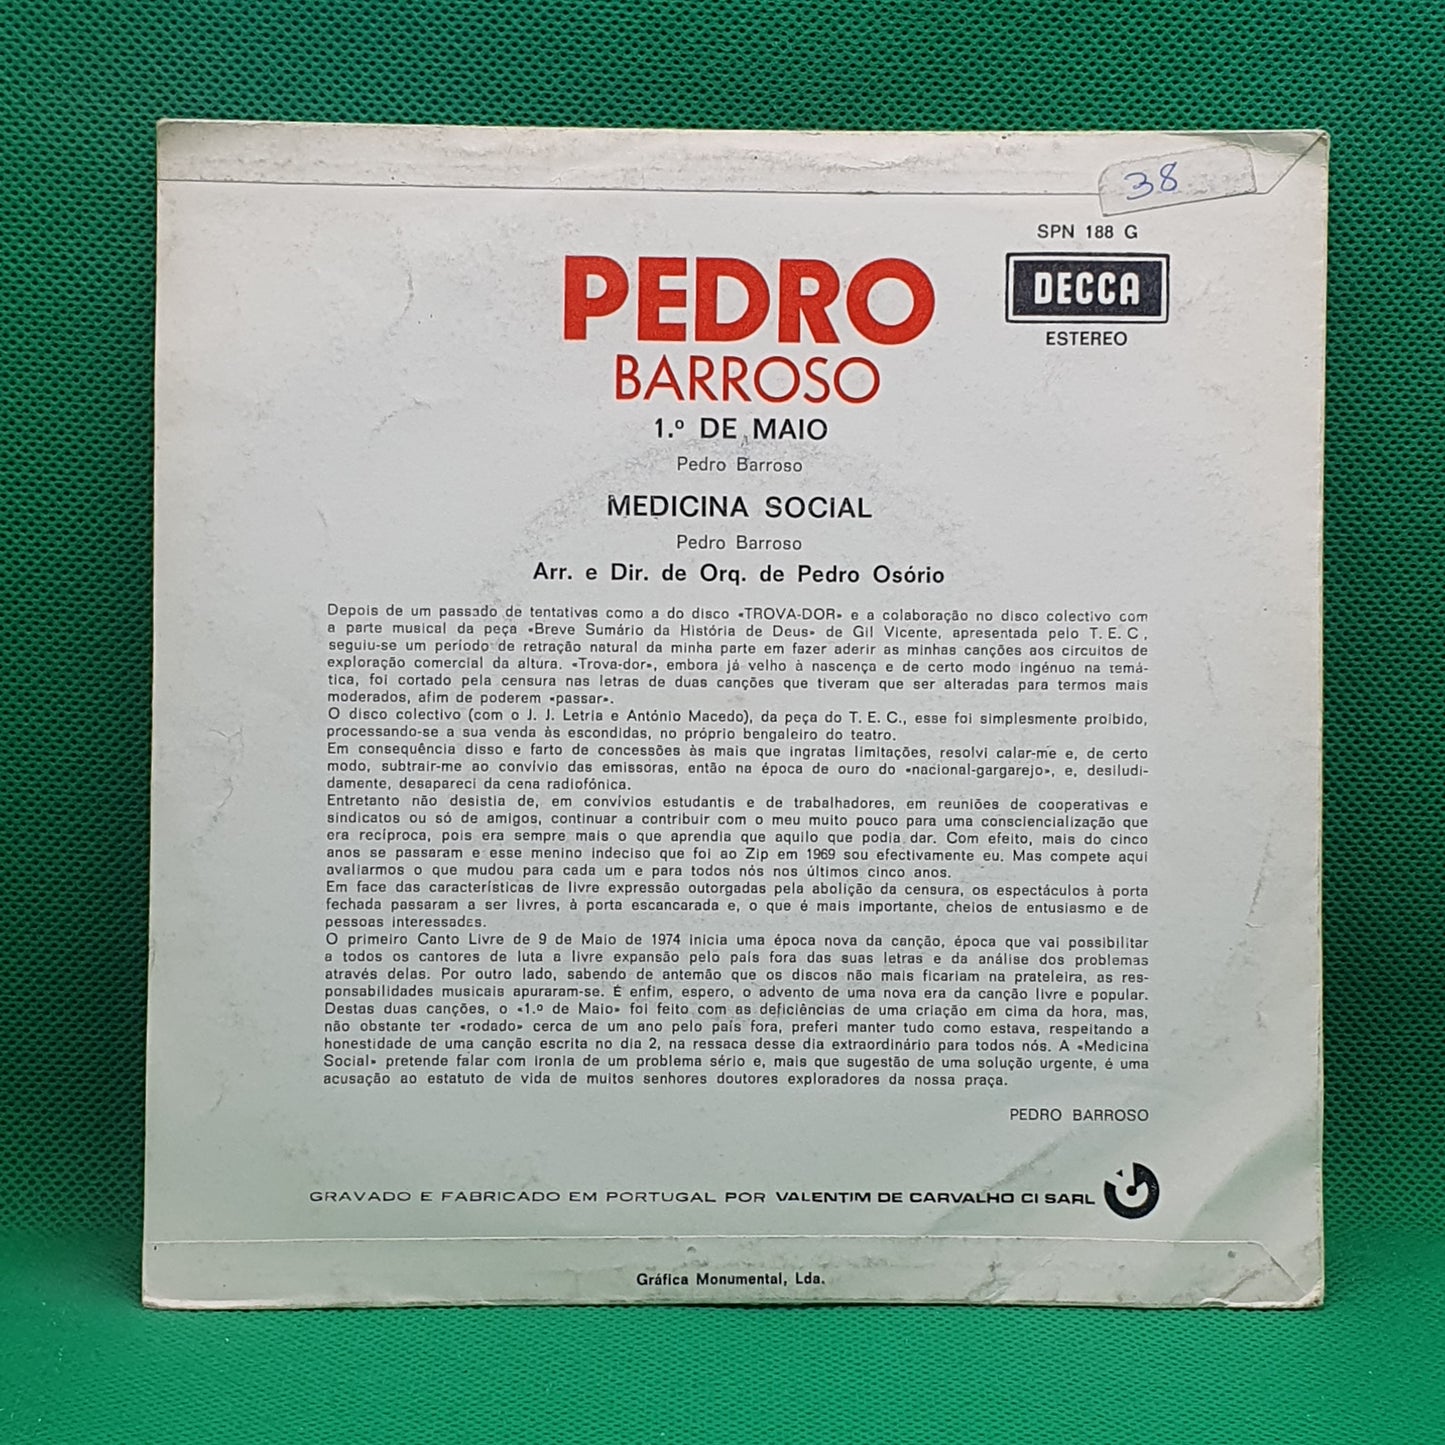 38
SPN 188 G
DECCA
ESTEREO
PEDRO
BARROSO
1.º DE MAIO
Pedro Barroso
MEDICINA SOCIAL
Pedro Barroso
Arr. e Dir. de Orq. de Pedro Osório
Depois de um passado de tentativas como a do disco «TROVA-DOR» e a colaboração no disco colectivo com
a parte musical da peça «Breve Sumário da História de Deus» de Gil Vicente, apresentada pelo T. E. C,
seguiu-se um período de retração natural da minha parte em fazer aderir as minhas canções aos circuitos de
exploração comercial da altura. «Trova-dor», embora já velho à nascença e de certo modo ingénuo na temá-
tica, foi cortado pela censura nas letras de duas canções que tiveram que ser alteradas para termos mais
moderados, afim de poderem «passar».
O disco colectivo (com o J. J. Letria e António Macedo), da peça do T. E. C., esse foi simplesmente proibido,
processando-se a sua venda às escondidas, no próprio bengaleiro do teatro.
Em consequência disso e farto de concessões às mais que ingratas limitações, resolvi calar-me e, de certo
modo, subtrair-me ao convívio das emissoras, então na época de ouro do «nacional-gargarejo», e, desiludi-
damente, desapareci da cena radiofónica.
Entretanto não desistia de, em convívios estudantis e de trabalhadores, em reuniões de cooperativas e
sindicatos ou só de amigos, continuar a contribuir com o meu muito pouco para uma consciencialização que
era recíproca, pois era sempre mais o que aprendia que aquilo que podia dar. Com efeito, mais do cinco
anos se passaram e esse menino indeciso que foi ao Zip em 1969 sou efectivamente eu. Mas compete aqui
avaliarmos o que mudou para cada um e para todos nós nos últimos cinco anos.
Em face das características de livre expressão outorgadas pela abolição da censura, os espectáculos à porta
fechada passaram a ser livres, à porta escancarada e, o que é mais importante, cheios de entusiasmo e de
pessoas interessadas.
O primeiro Canto Livre de 9 de Maio de 1974 inicia uma época nova da canção, época que vai possibilitar
a todos os cantores de luta a livre expansão pelo país fora das suas letras e da análise dos problemas
através delas. Por outro lado, sabendo de antemão que os discos não mais ficariam na prateleira, as res-
ponsabilidades musicais apuraram-se. É enfim, espero, o advento de uma nova era da canção livre e popular.
Destas duas canções, o «1.º de Maio» foi feito com as deficiências de uma criação em cima da hora, mas,
não obstante ter «rodado» cerca de um ano pelo país fora, preferi manter tudo como estava, respeitando a
honestidade de uma canção escrita no dia 2, na ressaca desse dia extraordinário para todos nós. A «Medicina
Social» pretende falar com ironia de um problema sério e, mais que sugestão de uma solução urgente, é uma
acusação ao estatuto de vida de muitos senhores doutores exploradores da nossa praça.
PEDRO BARROSO
GRAVADO E FABRICADO EM PORTUGAL POR VALENTIM DE CARVALHO CI SARL
Gráfica Monumental, Lda.